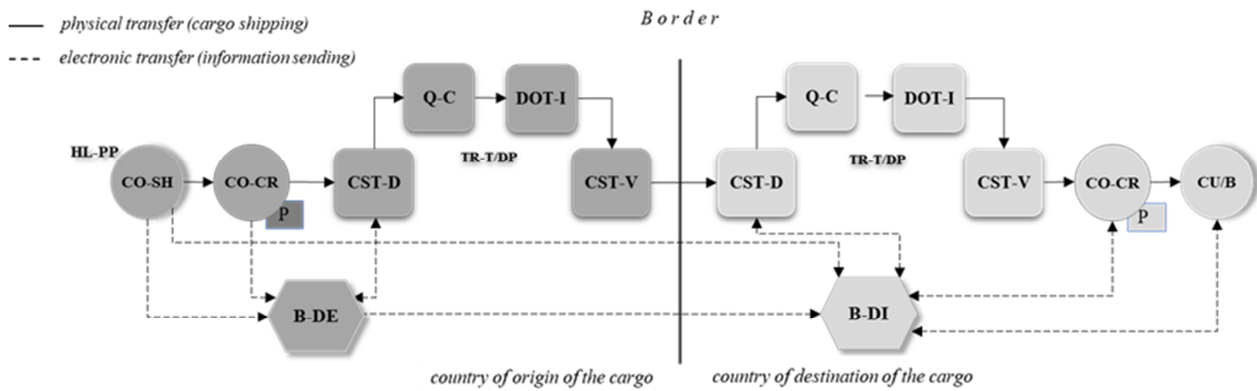 Border
physical transfer (cargo shipping)
electronic transfer (information sending)
Q-C
DOT-I
Q-C
DOT-I
HL-PP
TR-T/DP
TR-T/DP
CO-SH
CO-CR
CST-D
CST-V
CST-D
CST-V
CO-CR
CU/B
P
P
B-DE
B-DI
country of origin of the cargo
country of destination of the cargo